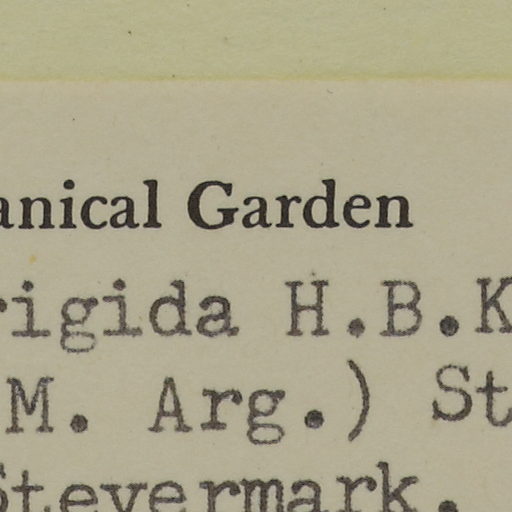 anical Garden
rigida H.B.K
M. Arg.) St
Steyermark.